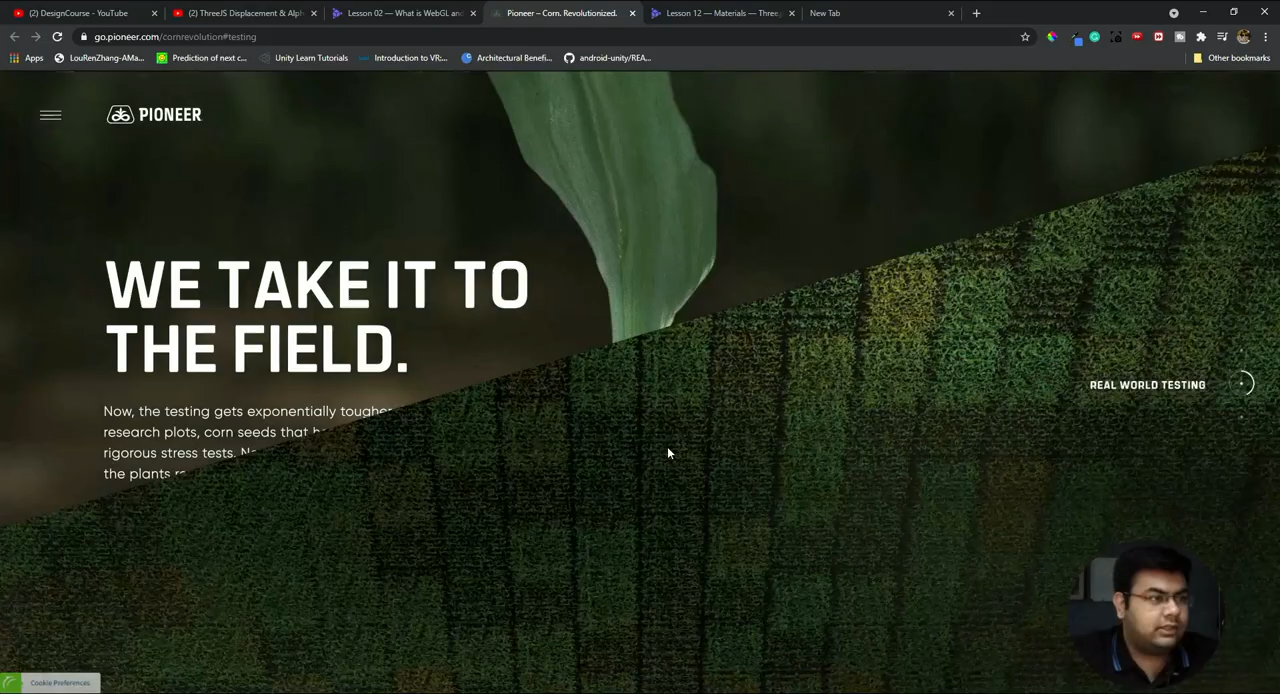 (2) DesignCourse - YouTube
(2) ThreeJS Displacement & Alph
Lesson 02 — What is WebGL and
Pioneer – Corn. Revolutionized.
Lesson 12 — Materials — Three
New Tab
go.pioneer.com/cornrevolution#testing
Apps
LouRenZhang-AMa...
Prediction of next c...
Unity Learn Tutorials
Introduction to VR:...
Architectural Benefi...
android-unity/REA...
Other bookmarks
PIONEER
WE TAKE IT TO
THE FIELD.
Now, the testing gets exponentially tougher
research plots, corn seeds that
rigorous stress tests.
the plants
REAL WORLD TESTING
Cookie Preferences